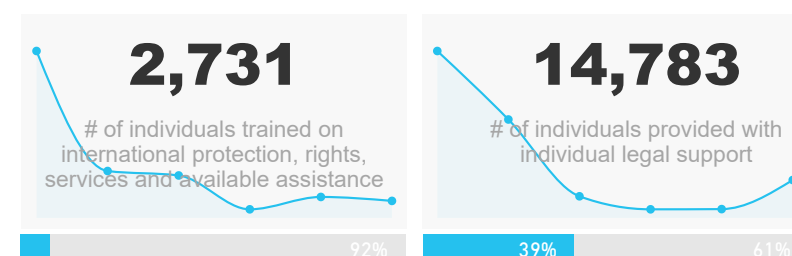 2,731
# of individuals trained on
international protection, rights,
services and available assistance
92%
14,783
# of individuals provided with
individual legal support
39% 61%